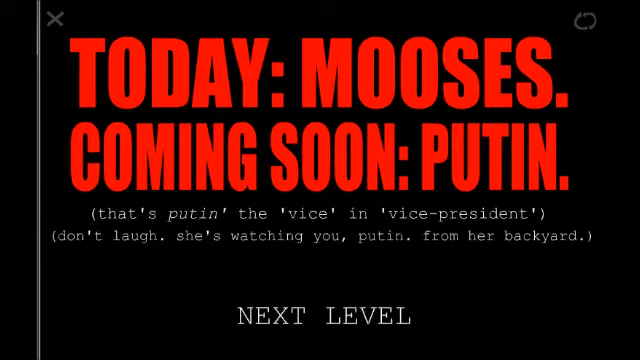 TODAY: MOOSES.
COMING SOON: PUTIN.
(that's putin' the 'vice' in 'vice-president')
(don't laugh. she's watching you, putin. from her backyard.)
NEXT LEVEL